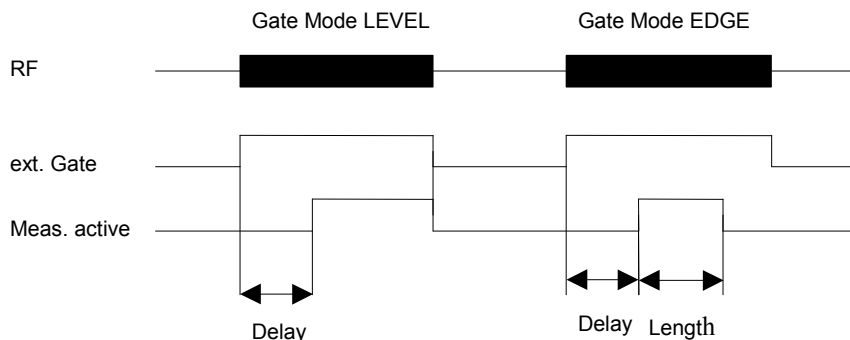 Gate Mode LEVEL Gate Mode EDGE
RF
ext. Gate
Meas. active
Delay Delay Length